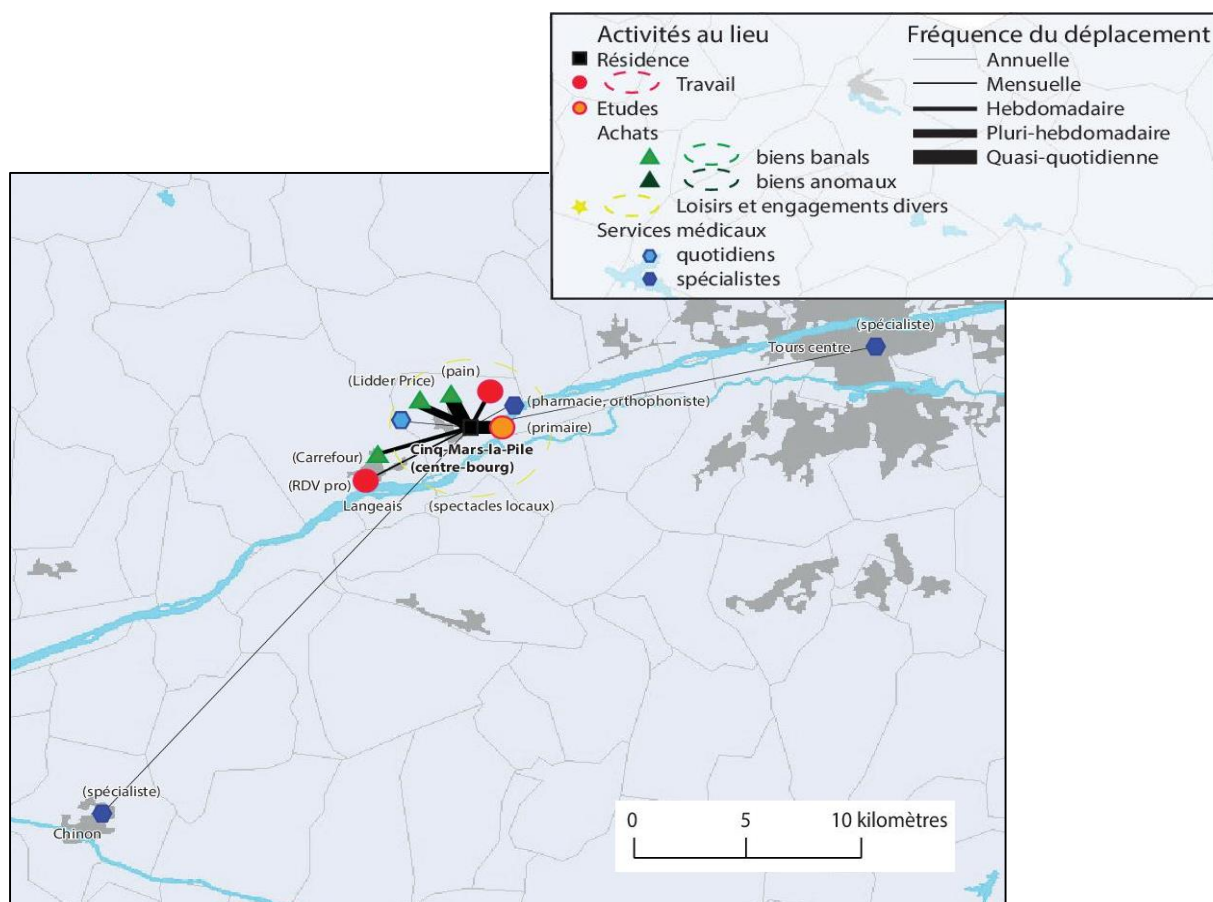 Activités au lieu
Résidence
Travail
Etudes
Achats
biens banals
biens anomaux
Loisirs et engagements divers
Services médicaux
quotidiens
spécialistes
Fréquence du déplacement
Annuelle
Mensuelle
Hebdomadaire
Pluri-hebdomadaire
Quasi-quotidienne
(spécialiste)
Tours centre
(pain)
(Lidder Price)
(pharmacie, orthophoniste)
(primaire)
Cinq-Mars-la-Pile
(centre-bourg)
(Carrefour)
(RDV pro)
Langeais
(spectacles locaux)
(spécialiste)
Chinon
0 5 10 kilomètres